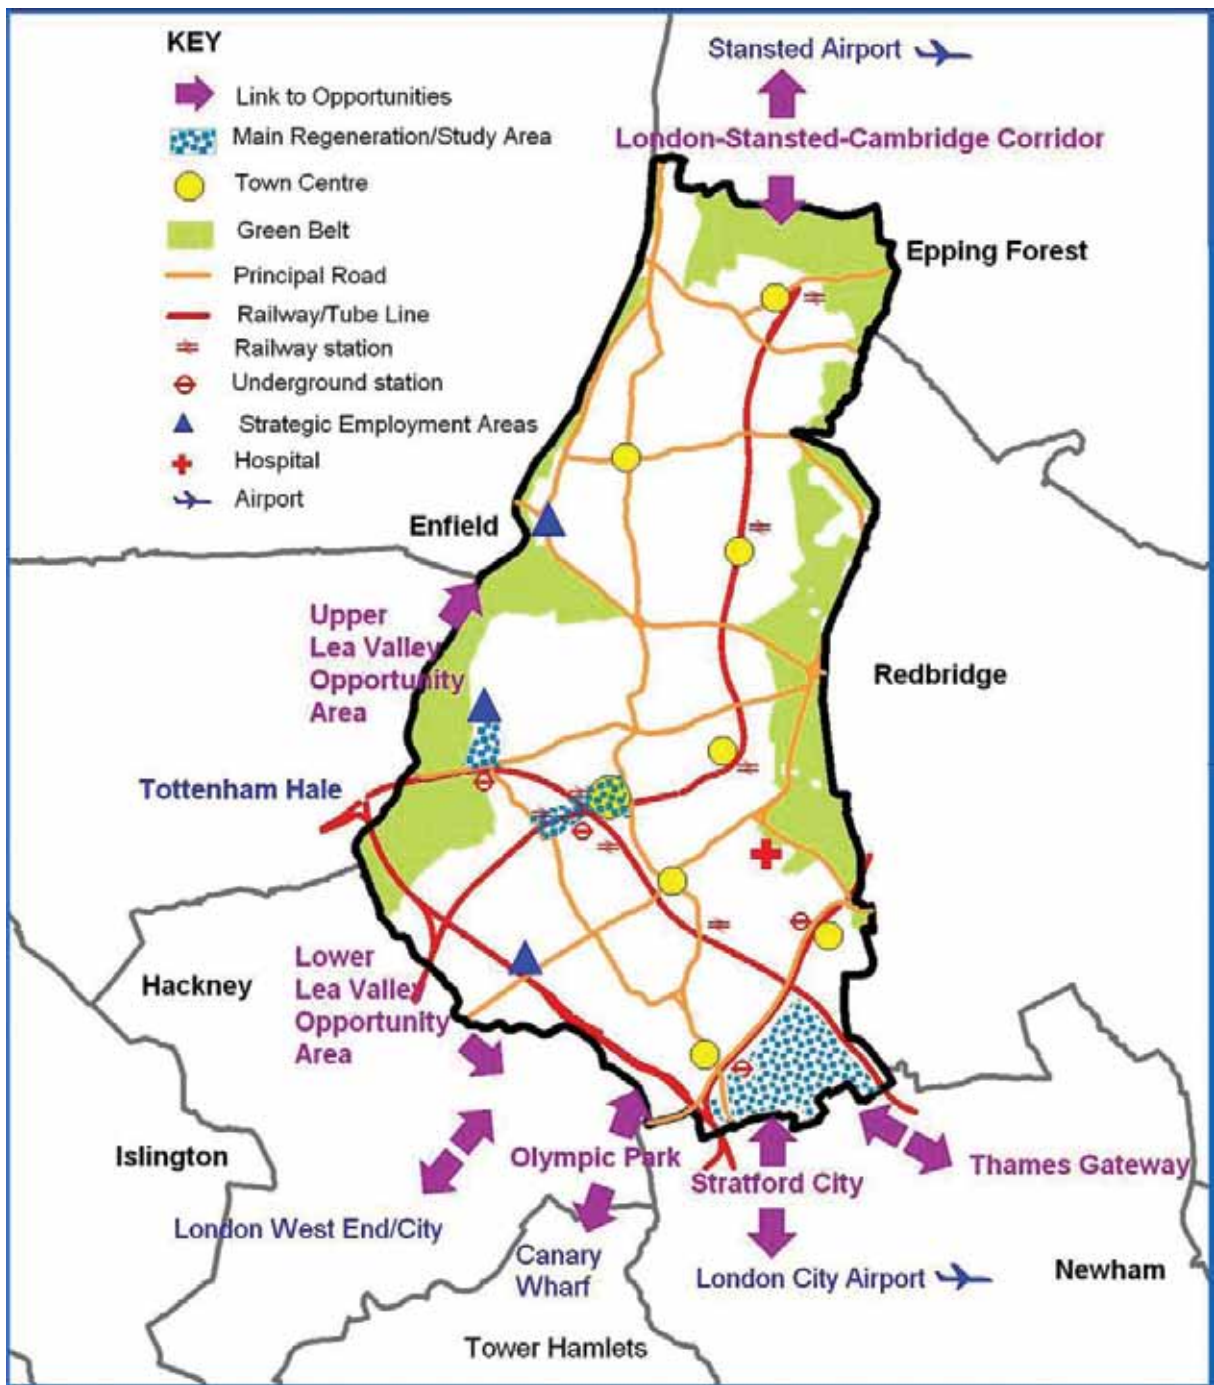 KEY
Link to Opportunities
Main Regeneration/Study Area
Town Centre
Green Belt
Principal Road
Railway/Tube Line
Railway station
Underground station
Strategic Employment Areas
Hospital
Airport
Stansted Airport
London-Stansted-Cambridge Corridor
Epping Forest
Enfield
Upper
Lea Valley
Opportunity
Area
Redbridge
Tottenham Hale
Hackney
Lower
Lea Valley
Opportunity
Area
Islington
Olympic Park
Stratford City
Thames Gateway
London West End/City
Canary
Wharf
London City Airport
Newham
Tower Hamlets